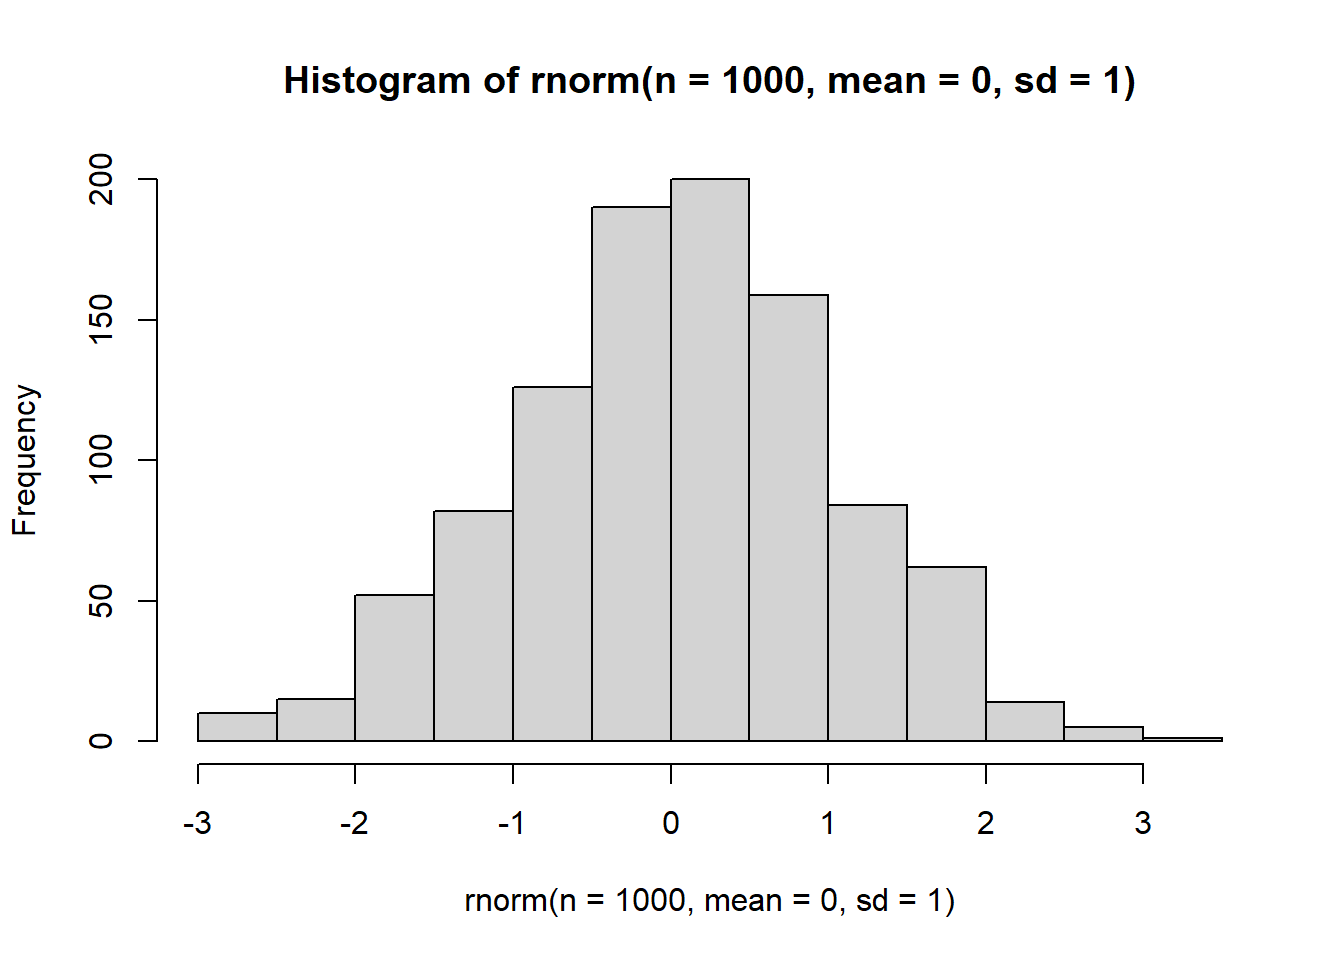 Histogram of rnorm(n = 1000, mean = 0, sd = 1)
200
150
100
50
0
Frequency
-3 -2 -1 0 1 2 3
rnorm(n = 1000, mean = 0, sd = 1)